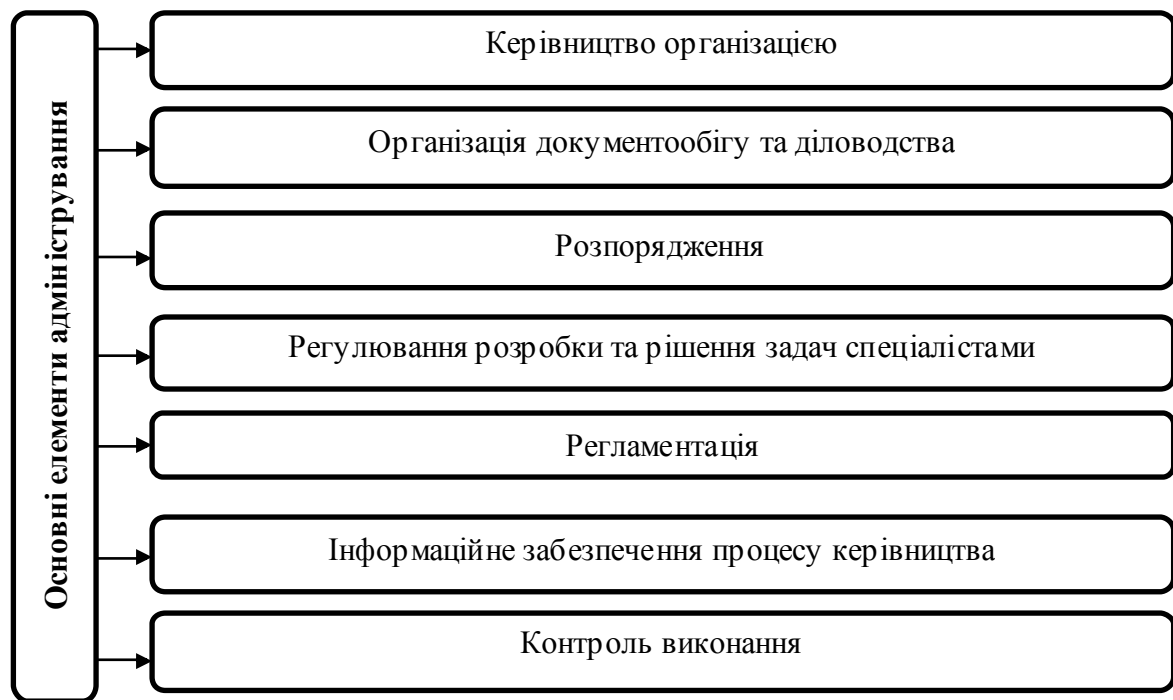 Основні елементи адміністрування
Керівництво організацією
Організація документообігу та діловодства
Розпорядження
Регулювання розробки та рішення задач спеціалістами
Регламентація
Інформаційне забезпечення процесу керівництва
Контроль виконання